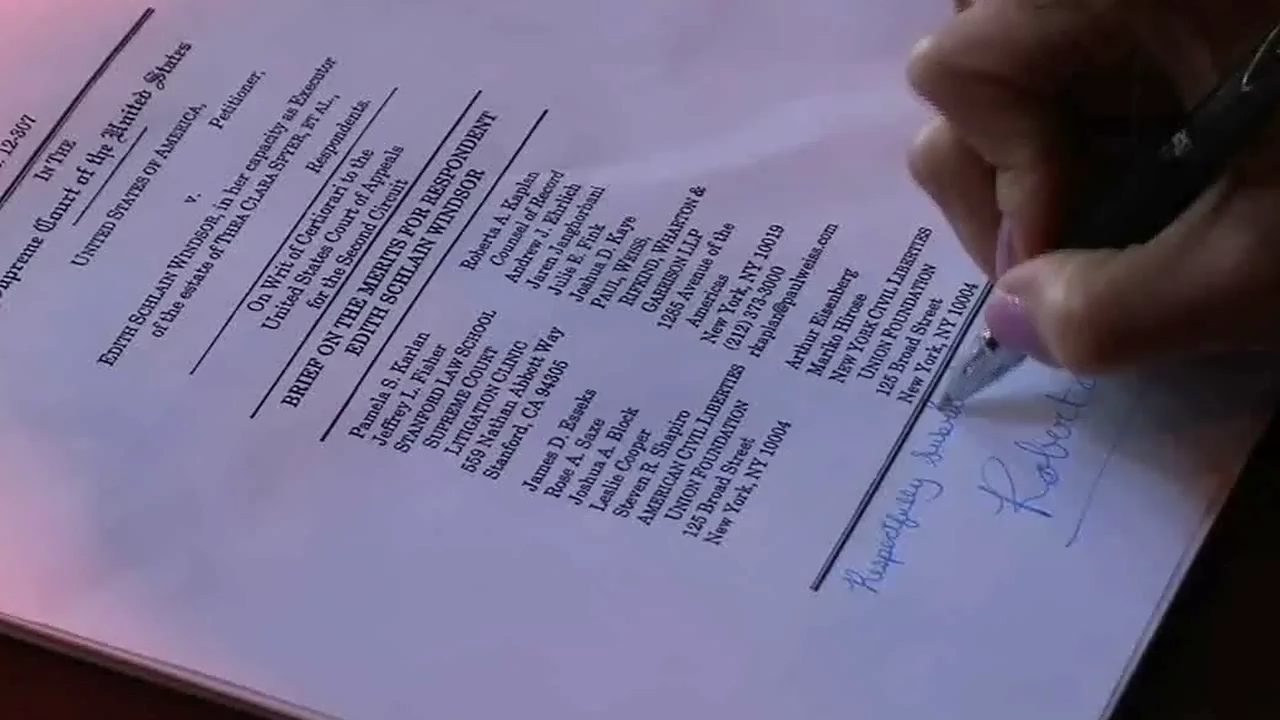 . 12-307
IN THE
Supreme Court of the United States
UNITED STATES OF AMERICA,
Petitioner,
v.
EDITH SCHLAIN WINDSOR, in her capacity as Executor
of the estate of THEA CLARA SPYER, ET AL.,
Respondents.
On Writ of Certiorari to the
United States Court of Appeals
for the Second Circuit
BRIEF ON THE MERITS FOR RESPONDENT
EDITH SCHLAIN WINDSOR
Pamela S. Karlan
Jeffrey L. Fisher
STANFORD LAW SCHOOL
SUPREME COURT
LITIGATION CLINIC
559 Nathan Abbott Way
Stanford, CA 94305
James D. Esseks
Rose A. Saxe
Joshua A. Block
Leslie Cooper
Steven R. Shapiro
AMERICAN CIVIL LIBERTIES
UNION FOUNDATION
125 Broad Street
New York, NY 10004
Roberta A. Kaplan
Counsel of Record
Andrew J. Ehrlich
Jaren Janghorbani
Julie E. Fink
Joshua D. Kaye
PAUL, WEISS,
RIFKIND, WHARTON &
GARRISON LLP
1285 Avenue of the
Americas
New York, NY 10019
(212) 373-3000
rkaplan@paulweiss.com
Arthur Eisenberg
Mariko Hirose
NEW YORK CIVIL LIBERTIES
UNION FOUNDATION
125 Broad Street
New York, NY 10004
Respectfully
Robert